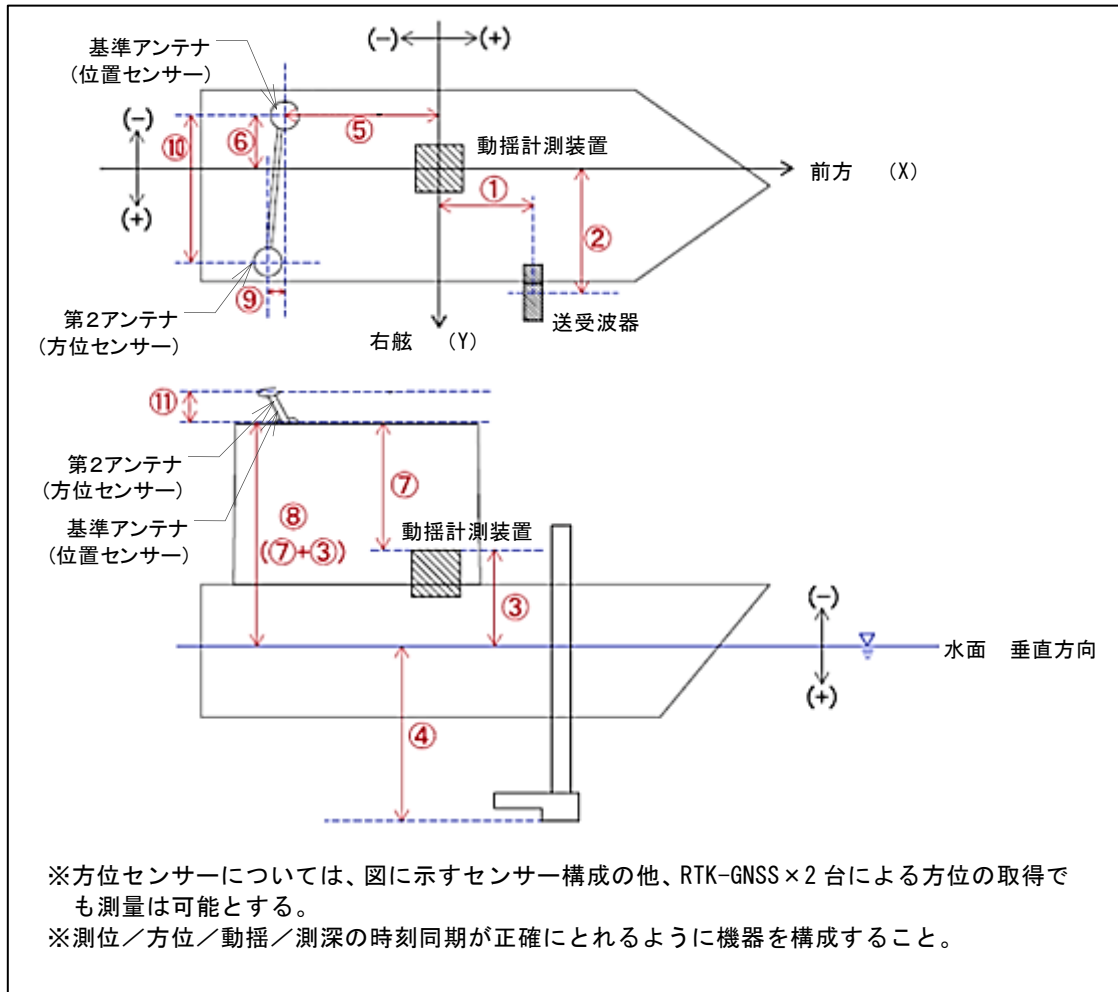 基準アンテナ
(位置センサー)
(-) (+)
(-)
(+)
⑤
⑥
⑩
動揺計測装置
前方 (X)
①
②
⑨
第2アンテナ
(方位センサー)
右舷 (Y)
送受波器
⑪
第2アンテナ
(方位センサー)
基準アンテナ
(位置センサー)
⑦
⑧
(⑦+③)
動揺計測装置
③
(-)
水面 垂直方向
(+)
④
※方位センサーについては、図に示すセンサー構成の他、RTK-GNSS×2台による方位の取得で
も測量は可能とする。
※測位/方位/動揺/測深の時刻同期が正確にとれるように機器を構成すること。